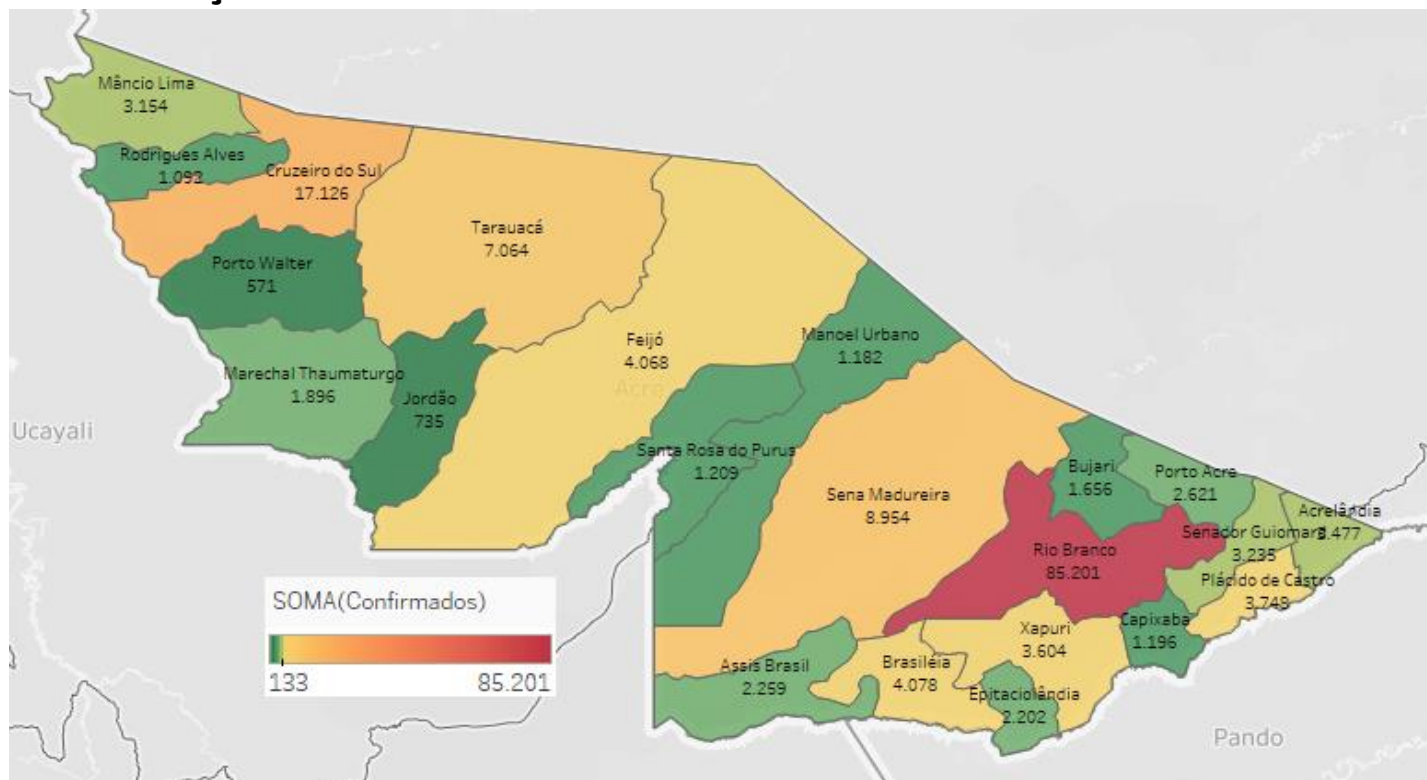 Mâncio Lima
3.154
Rodrigues Alves
Cruzeiro do Sul
17.126
Tarauacá
7.064
Porto Walter
571
Feijó
4.068
Acre
Manoel Urbano
1.182
Marechal Thaumaturgo
1.896
Jordão
735
Ucayali
Santa Rosa do Purus
1.209
Sena Madureira
8.954
Bujari
1.656
Porto Acre
2.621
Acrelândia
Senador Guiomard
3.235
Rio Branco
85.201
Plácido de Castro
3.748
Capixaba
1.196
Xapuri
3.604
Assis Brasil
2.259
Brasiléia
4.078
Epitaciolândia
2.202
Pando
SOMA(Confirmados)
133
85.201